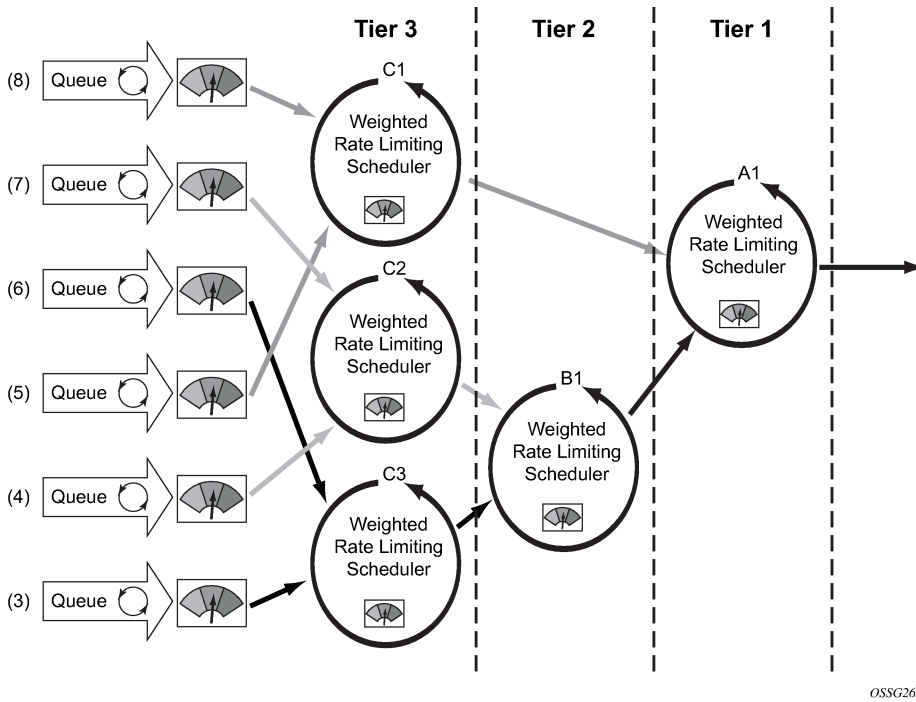 Tier 3
Tier 2
Tier 1
(8)
Queue
(7)
Queue
(6)
Queue
(5)
Queue
(4)
Queue
(3)
Queue
C1
Weighted
Rate Limiting
Scheduler
C2
Weighted
Rate Limiting
Scheduler
C3
Weighted
Rate Limiting
Scheduler
B1
Weighted
Rate Limiting
Scheduler
A1
Weighted
Rate Limiting
Scheduler
OSSG26